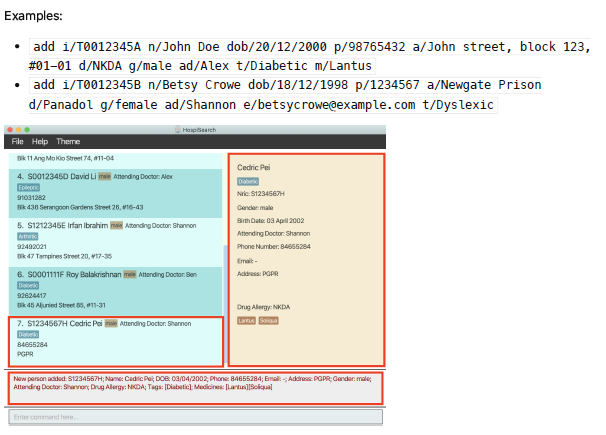 Examples:
add i/T0012345A n/John Doe dob/20/12/2000 p/98765432 a/John street, block 123,
#01-01 d/NKDA g/male ad/Alex t/Diabetic m/Lantus
add i/T0012345B n/Betsy Crowe dob/18/12/1998 p/1234567 a/Newgate Prison
d/Panadol g/female ad/Shannon e/betsycrowe@example.com t/Dyslexic
HospiSearch
File Help Theme
Blk 11 Ang Mo Kio Street 74, #11-04
4. S0012345D David Li male Attending Doctor: Alex
Epileptic
91031282
Blk 436 Serangoon Gardens Street 26, #16-43
5. S1212345E Irfan Ibrahim male Attending Doctor: Shannon
Arthritic
92492021
Blk 47 Tampines Street 20, #17-35
6. S0001111F Roy Balakrishnan male Attending Doctor: Ben
Diabetic
92624417
Blk 45 Aljunied Street 85, #11-31
7. S1234567H Cedric Pei male Attending Doctor: Shannon
Diabetic
84655284
PGPR
Cedric Pei
Diabetic
Nric: S1234567H
Gender: male
Birth Date: 03 April 2002
Attending Doctor: Shannon
Phone Number: 84655284
Email: -
Address: PGPR
Drug Allergy: NKDA
Lantus Soliqua
New person added: S1234567H; Name: Cedric Pei; DOB: 03/04/2002; Phone: 84655284; Email: -; Address: PGPR; Gender: male;
Attending Doctor: Shannon; Drug Allergy: NKDA; Tags: [Diabetic]; Medicines: [Lantus][Soliqua]
Enter command here...